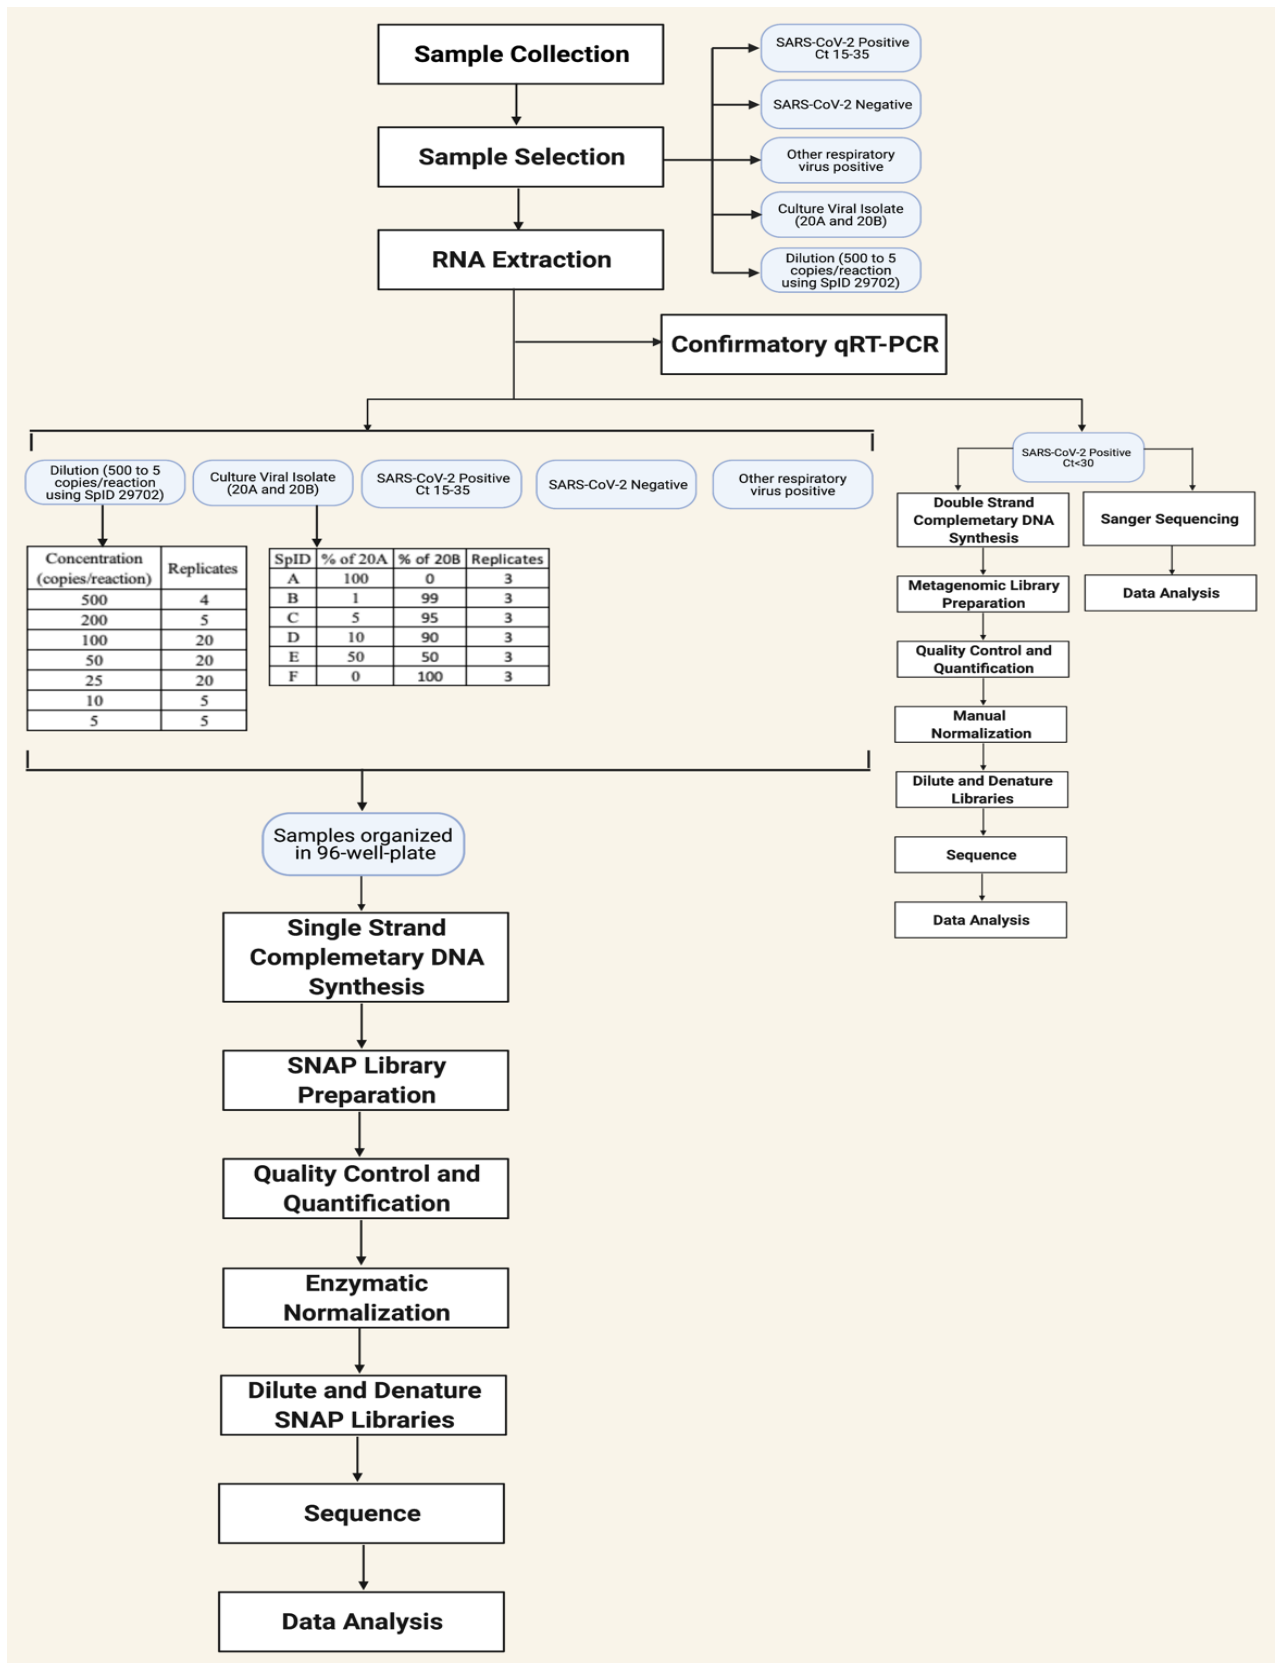 Sample Collection
SARS-CoV-2 Positive
Ct 15-35
SARS-CoV-2 Negative
Sample Selection
Other respiratory
virus positive
Culture Viral Isolate
(20A and 20B)
RNA Extraction
Dilution (500 to 5
copies/reaction
using SpID 29702)
Confirmatory qRT-PCR
Dilution (500 to 5
copies/reaction
using SpID 29702)
Culture Viral Isolate
(20A and 20B)
SARS-CoV-2 Positive
Ct 15-35
SARS-CoV-2 Negative
Other respiratory
virus positive
Concentration
(copies/reaction) Replicates
500 4
200 5
100 20
50 20
25 20
10 5
5 5
SpID % of 20A % of 20B Replicates
A 100 0 3
B 1 99 3
C 5 95 3
D 10 90 3
E 50 50 3
F 0 100 3
SARS-CoV-2 Positive
Ct<30
Double Strand
Complemetary DNA
Synthesis
Metagenomic Library
Preparation
Quality Control and
Quantification
Manual
Normalization
Dilute and Denature
Libraries
Sequence
Data Analysis
Sanger Sequencing
Data Analysis
Samples organized
in 96-well-plate
Single Strand
Complemetary DNA
Synthesis
SNAP Library
Preparation
Quality Control and
Quantification
Enzymatic
Normalization
Dilute and Denature
SNAP Libraries
Sequence
Data Analysis